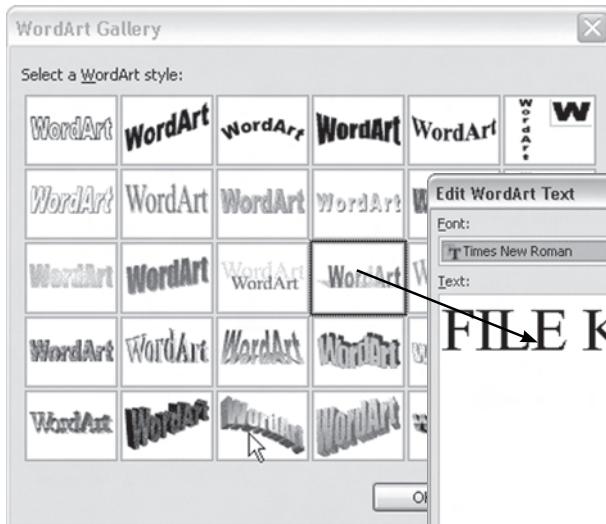 WordArt Gallery
Select a WordArt style:
WordArt WordArt WordArt WordArt WordArt WordArt W
WordArt WordArt WordArt WordArt
Edit WordArt Text
Font:
Times New Roman
Text:
WordArt WordArt WordArt WordArt WordArt
FILE K
WordArt WordArt WordArt WordArt
WordArt WordArt WordArt WordArt